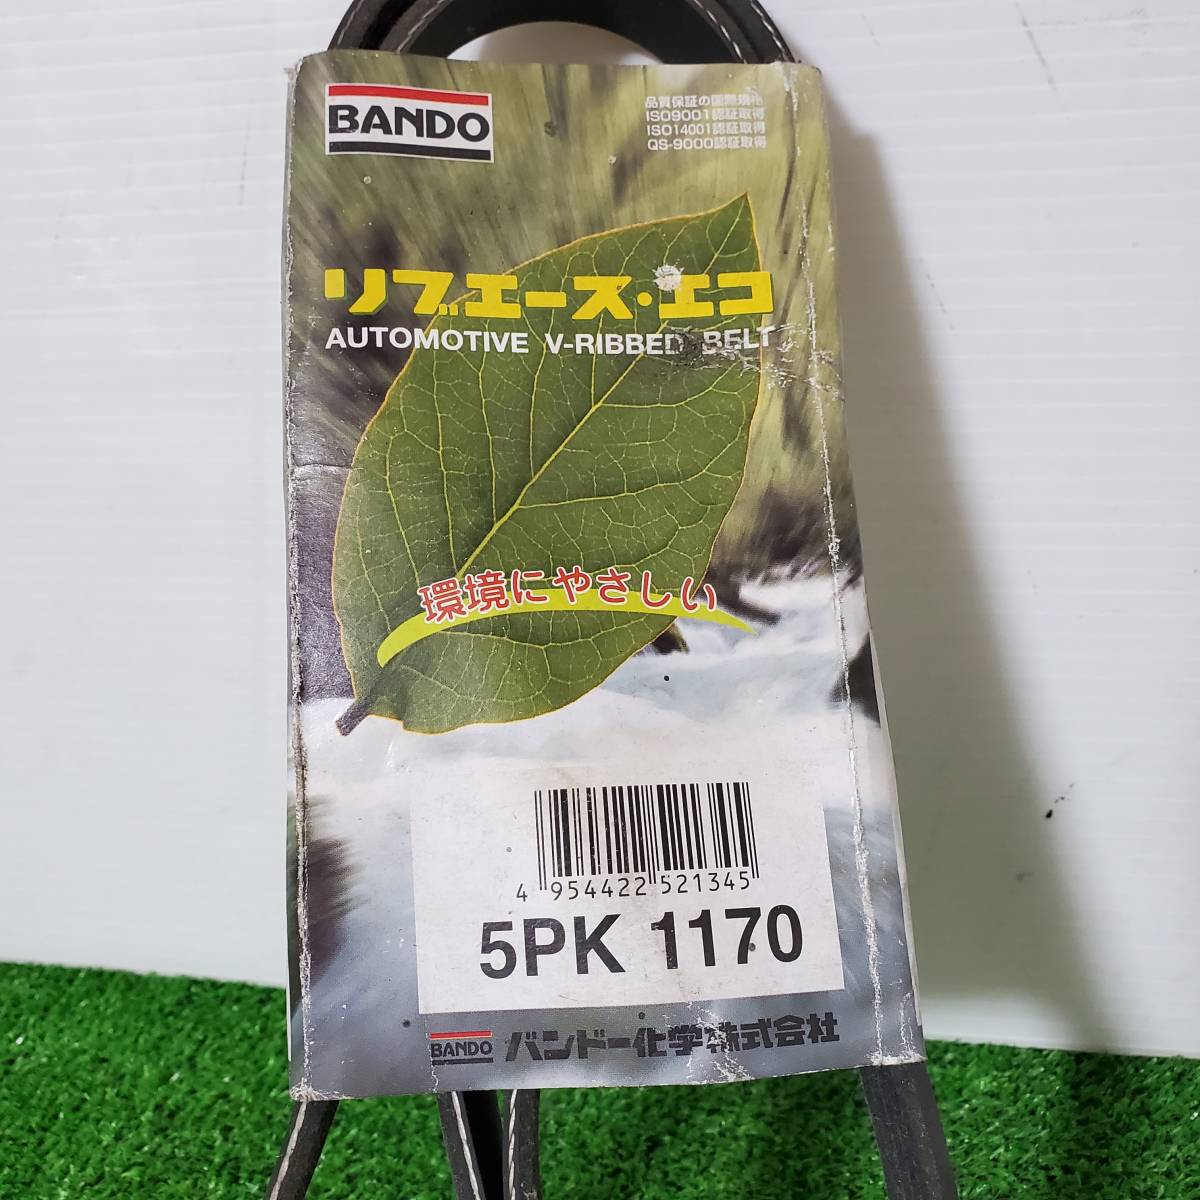 BANDO
品質保証の国際規格
ISO9001認証取得
ISO14001認証取得
QS-9000認証取得
リブエース・エコ
AUTOMOTIVE V-RIBBED BELT
環境にやさしい
4 954422 521345
5PK 1170
BANDO バンドー化学株式会社